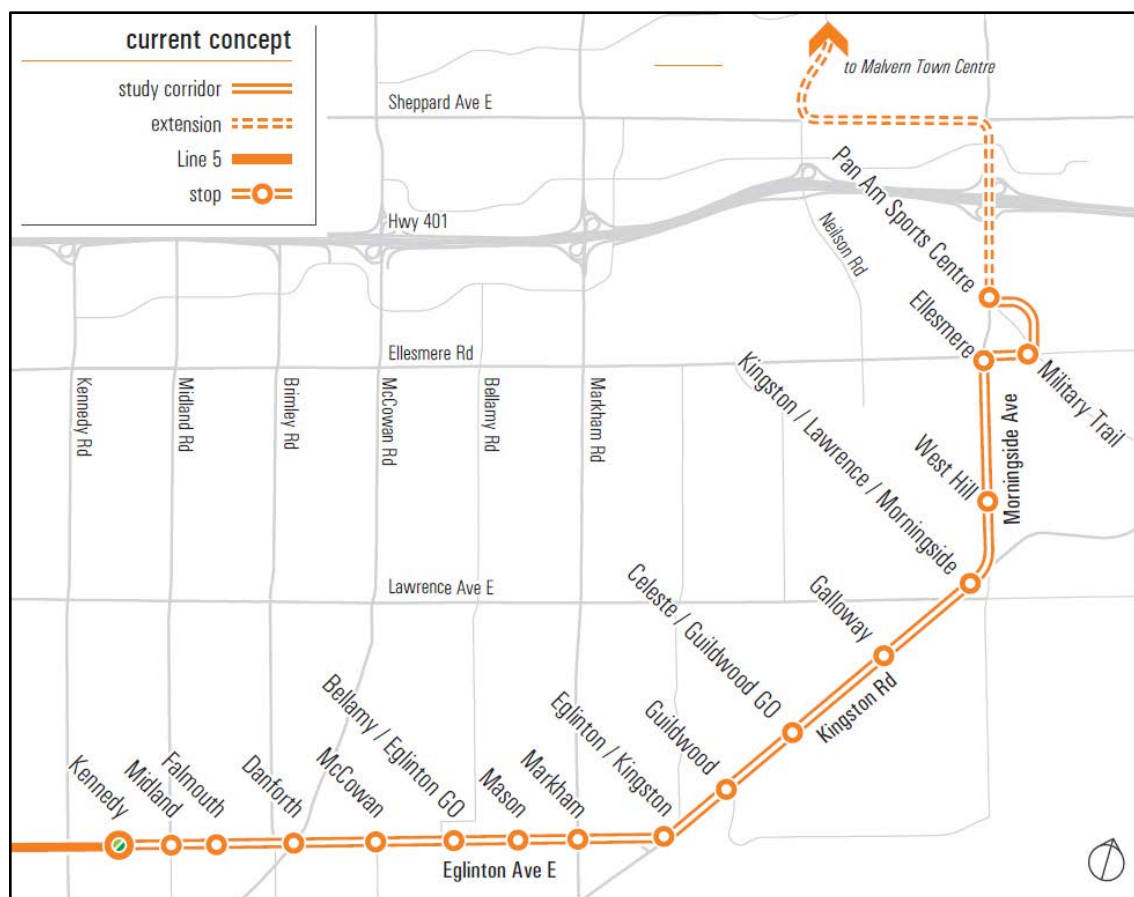 current concept
study corridor
extension
Line 5
stop
to Malvern Town Centre
Sheppard Ave E
Pan Am Sports Centre
Hwy 401
Neilson Rd
Ellesmere
Ellesmere Rd
Military Trail
Kennedy Rd
Midland Rd
Brimley Rd
McCowan Rd
Bellamy Rd
Markham Rd
Kingston / Lawrence / Morningside
West Hill
Morningside Ave
Lawrence Ave E
Galloway
Celeste / Guildwood GO
Kingston Rd
Guildwood
Eglinton / Kingston
Kennedy
Midland
Falmouth
Danforth
McCowan
Bellamy / Eglinton GO
Mason
Markham
Eglinton Ave E